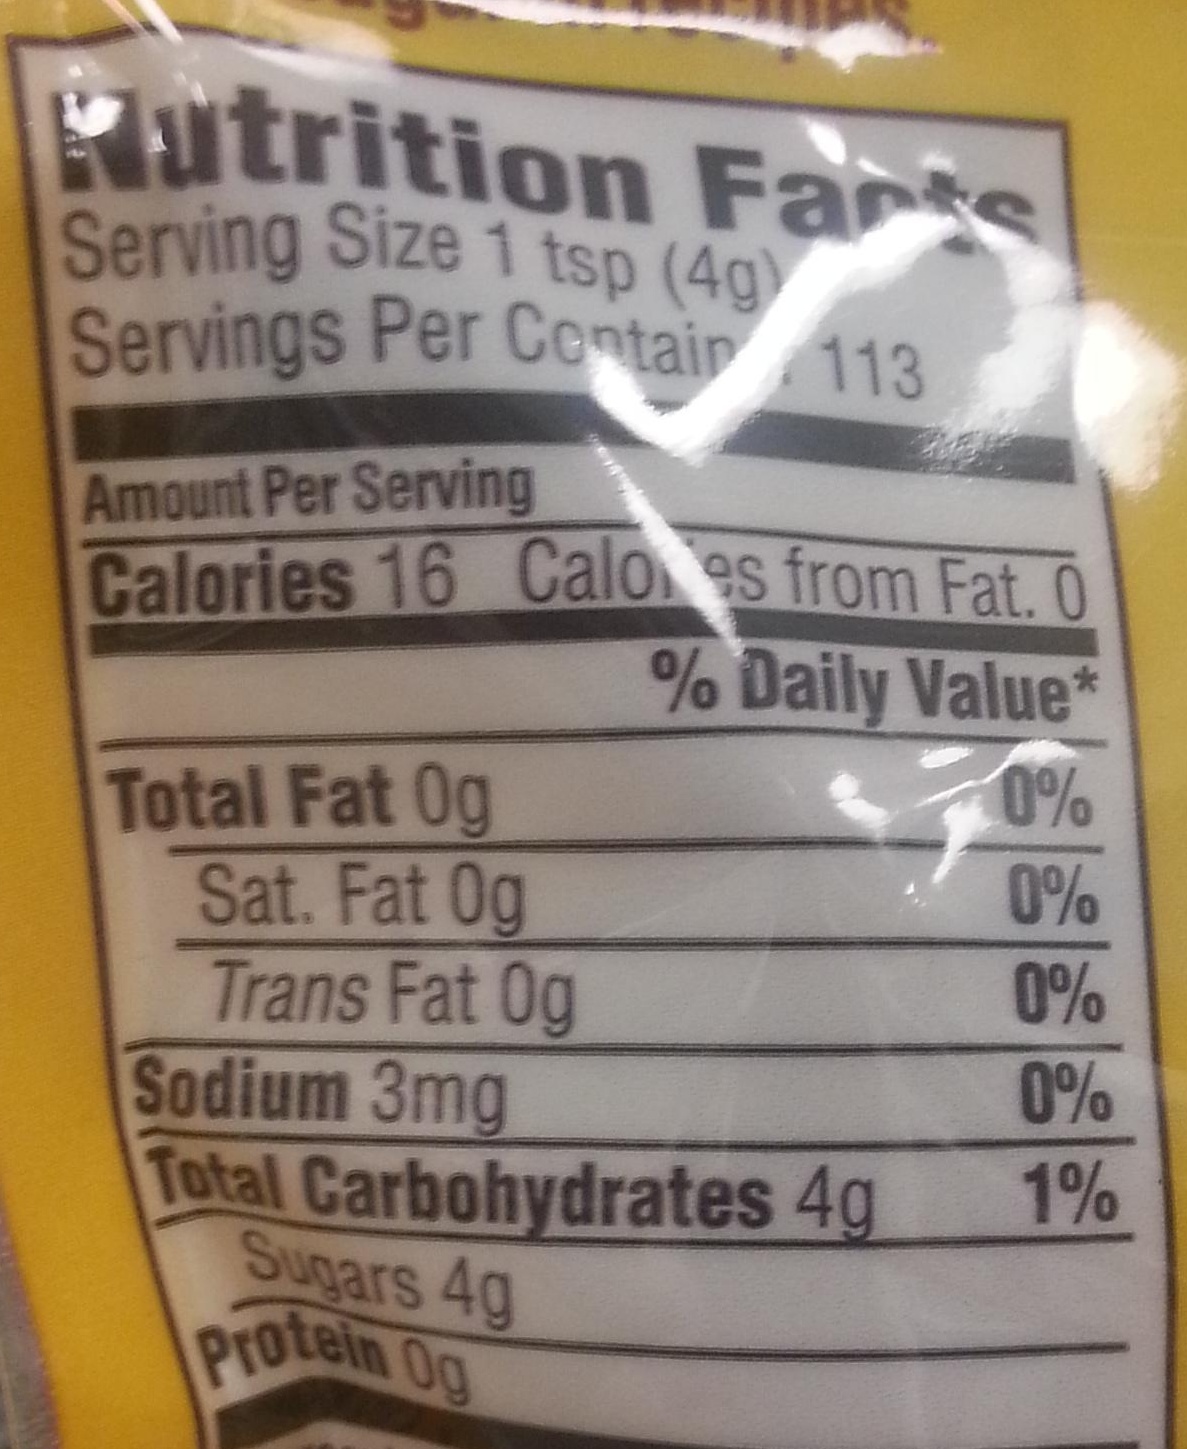 Nutrition Facts
Serving Size 1 tsp (4g)
Servings Per Container: 113
Amount Per Serving
Calories 16 Calories from Fat. 0
% Daily Value*
Total Fat 0g 0%
Sat. Fat 0g 0%
Trans Fat 0g 0%
Sodium 3mg 0%
Total Carbohydrates 4g 1%
Sugars 4g
Protein 0g